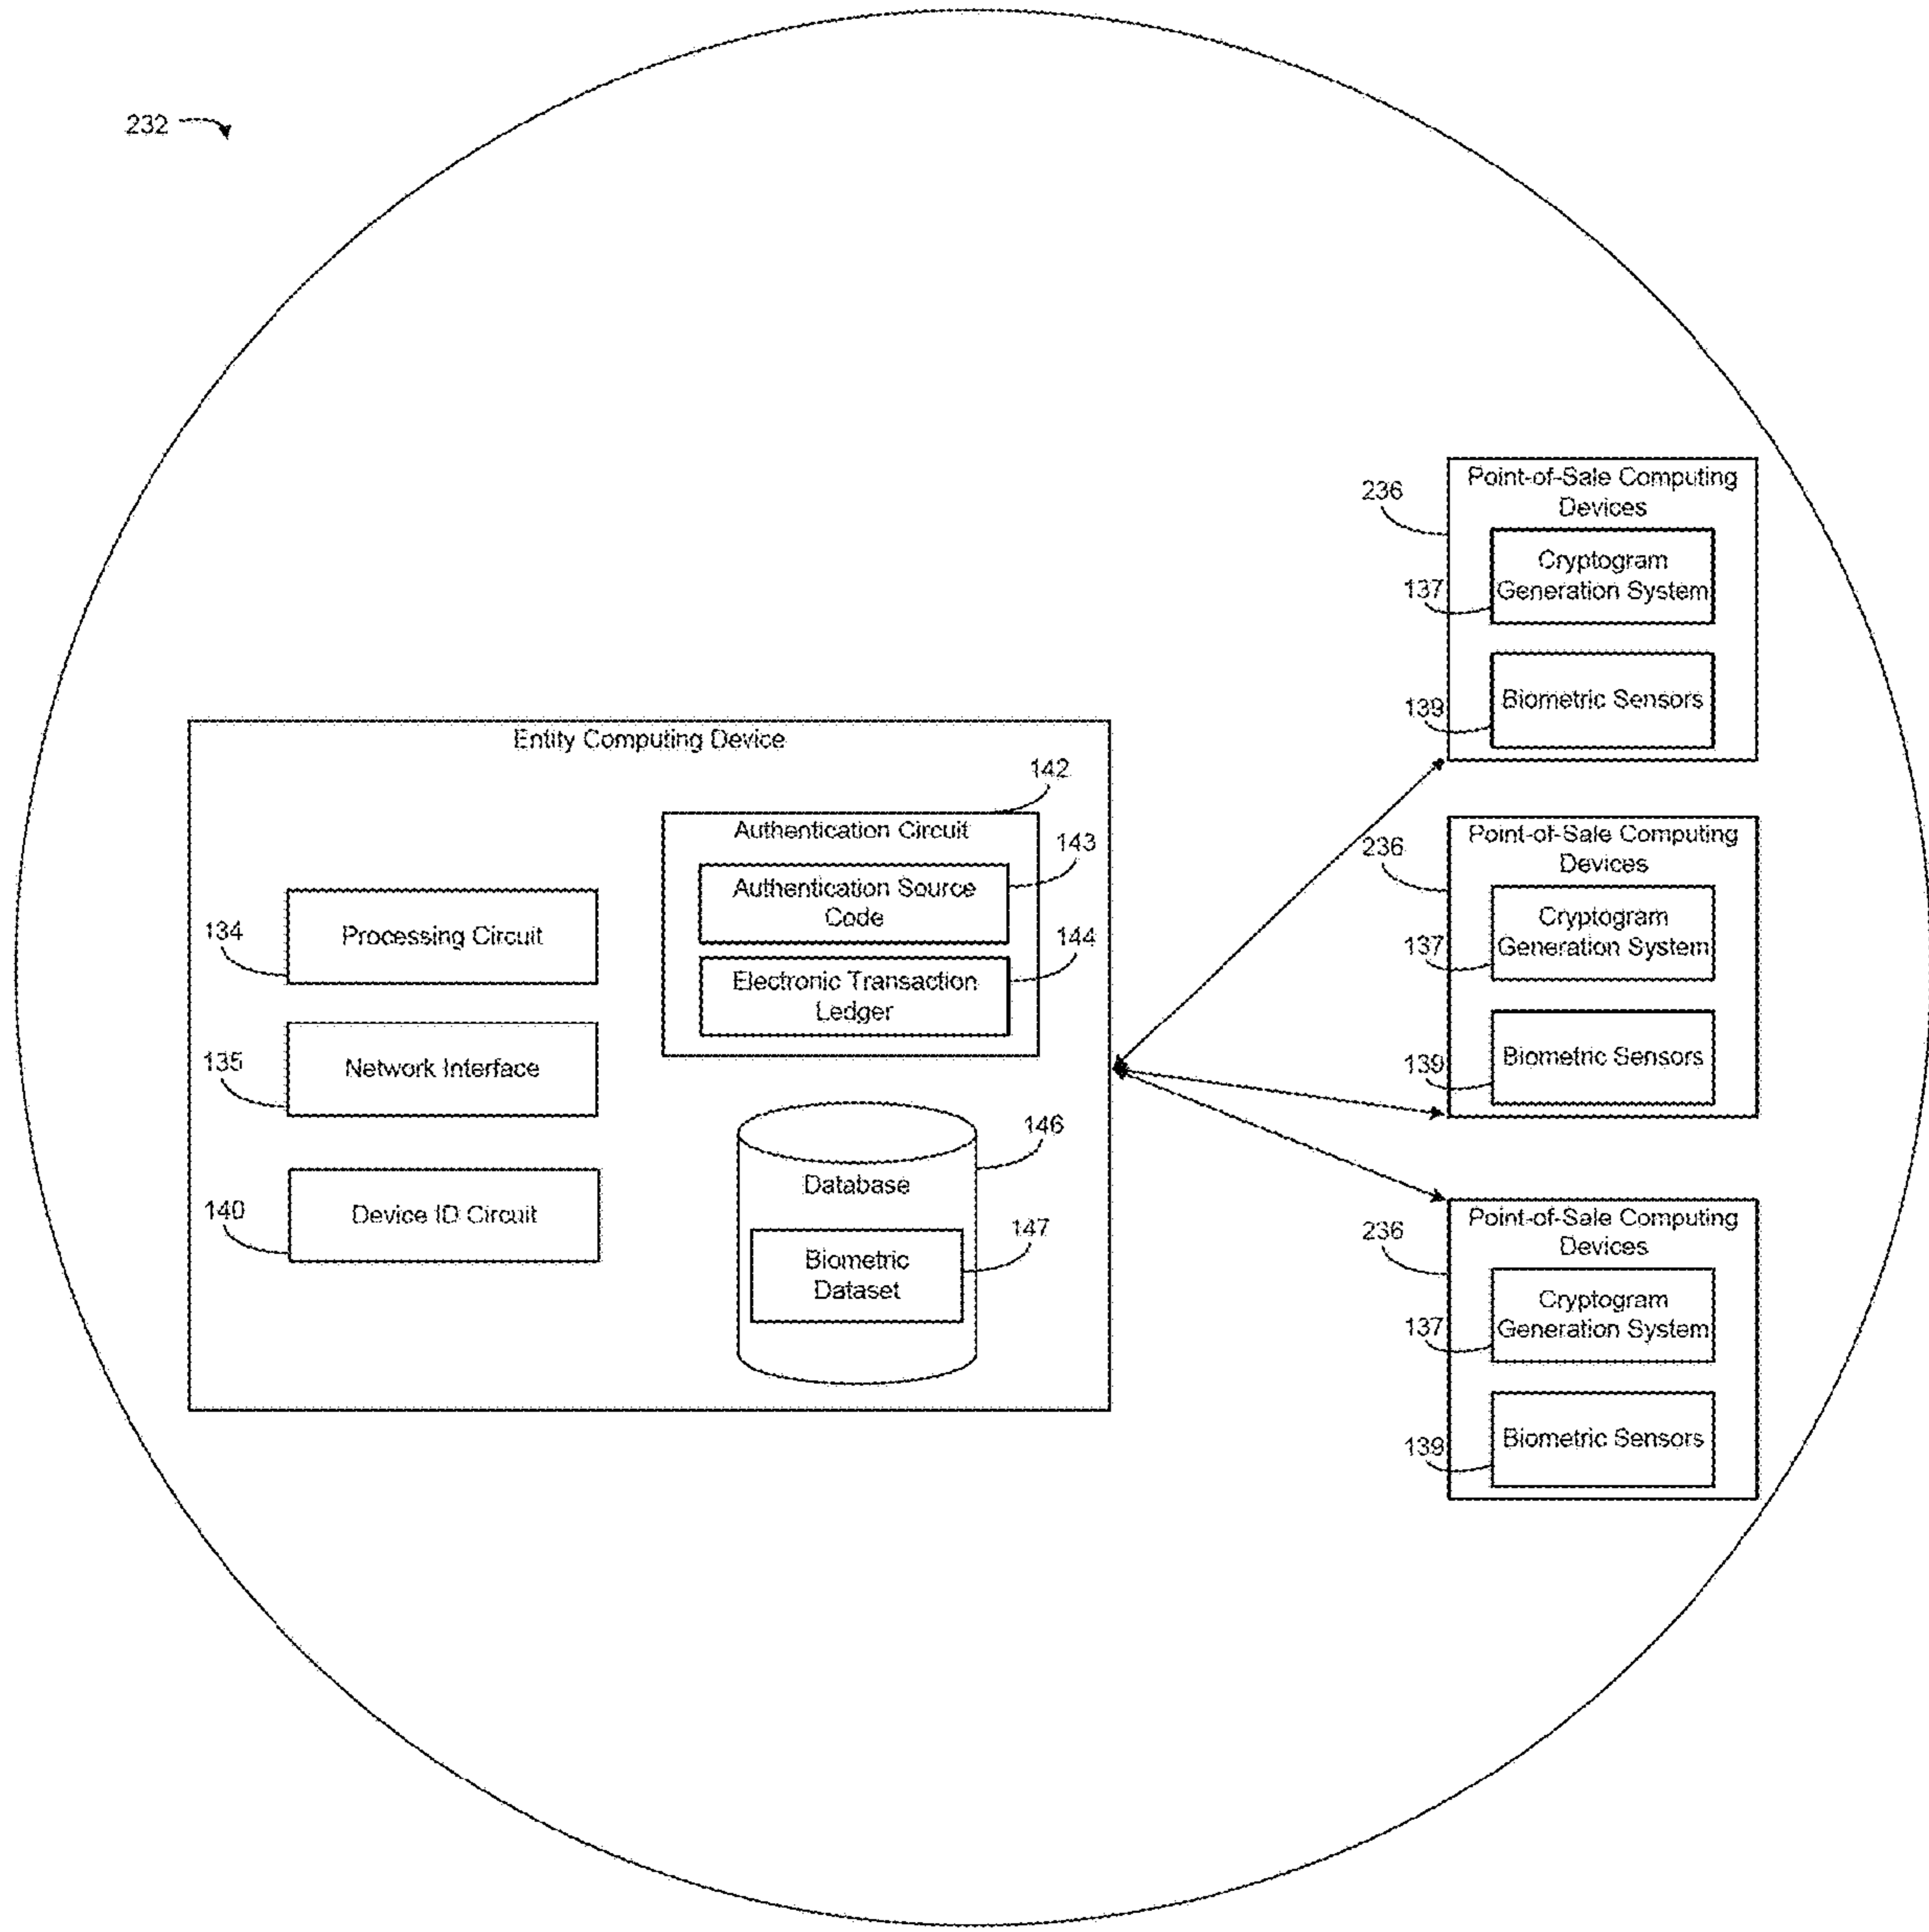 232
Entity Computing Device
142
Authentication Circuit
143
Authentication Source
Code
144
Electronic Transaction
Ledger
134
Processing Circuit
135
Network Interface
140
Device ID Circuit
146
Database
147
Biometric
Dataset
236
Point-of-Sale Computing
Devices
137
Cryptogram
Generation System
139
Biometric Sensors
236
Point-of-Sale Computing
Devices
137
Cryptogram
Generation System
139
Biometric Sensors
236
Point-of-Sale Computing
Devices
137
Cryptogram
Generation System
139
Biometric Sensors